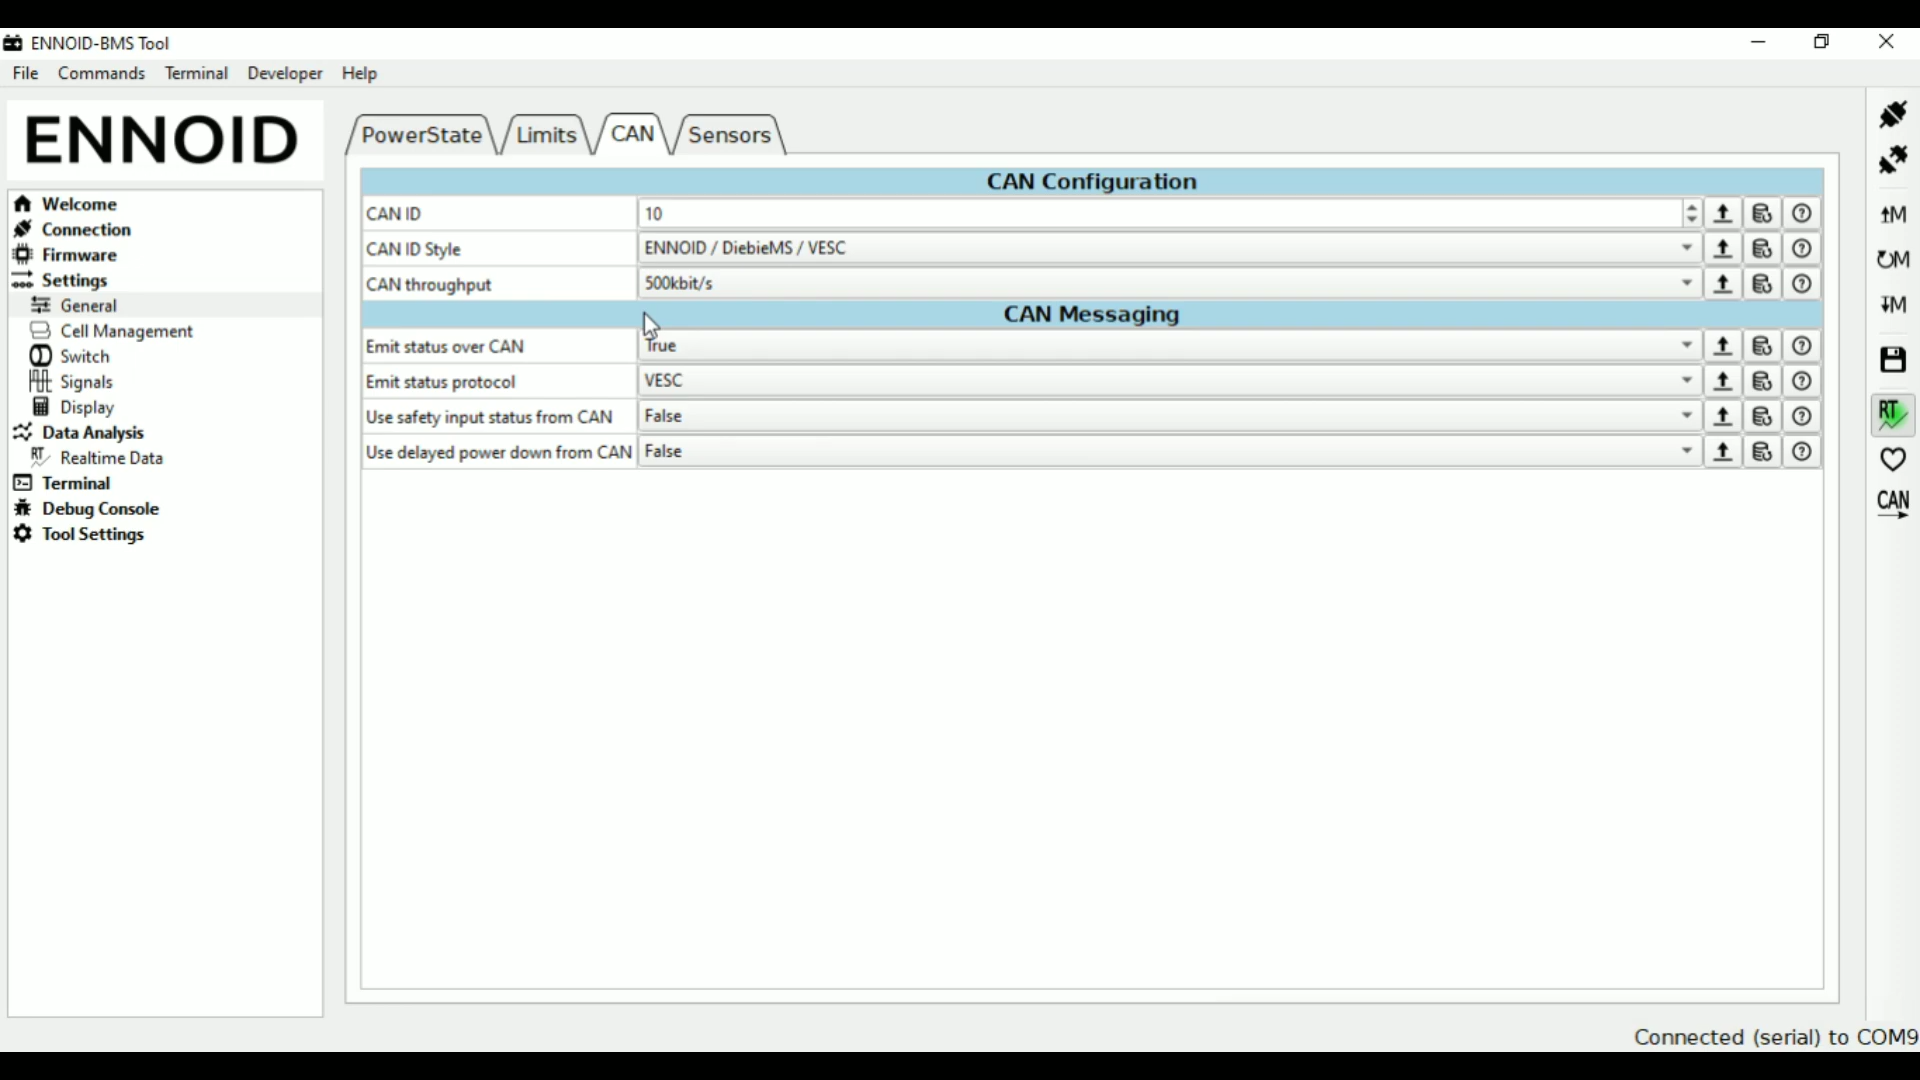 ENNOID-BMS Tool
File Commands Terminal Developer Help
ENNOID
Welcome
Connection
Firmware
Settings
General
Cell Management
Switch
Signals
Display
Data Analysis
RT Realtime Data
Terminal
Debug Console
Tool Settings
PowerState Limits CAN Sensors
CAN Configuration
CAN ID 10
CAN ID Style ENNOID / DiebieMS / VESC
CAN throughput 500kbit/s
CAN Messaging
Emit status over CAN True
Emit status protocol VESC
Use safety input status from CAN False
Use delayed power down from CAN False
M
M
M
RT
CAN
Connected (serial) to COM9